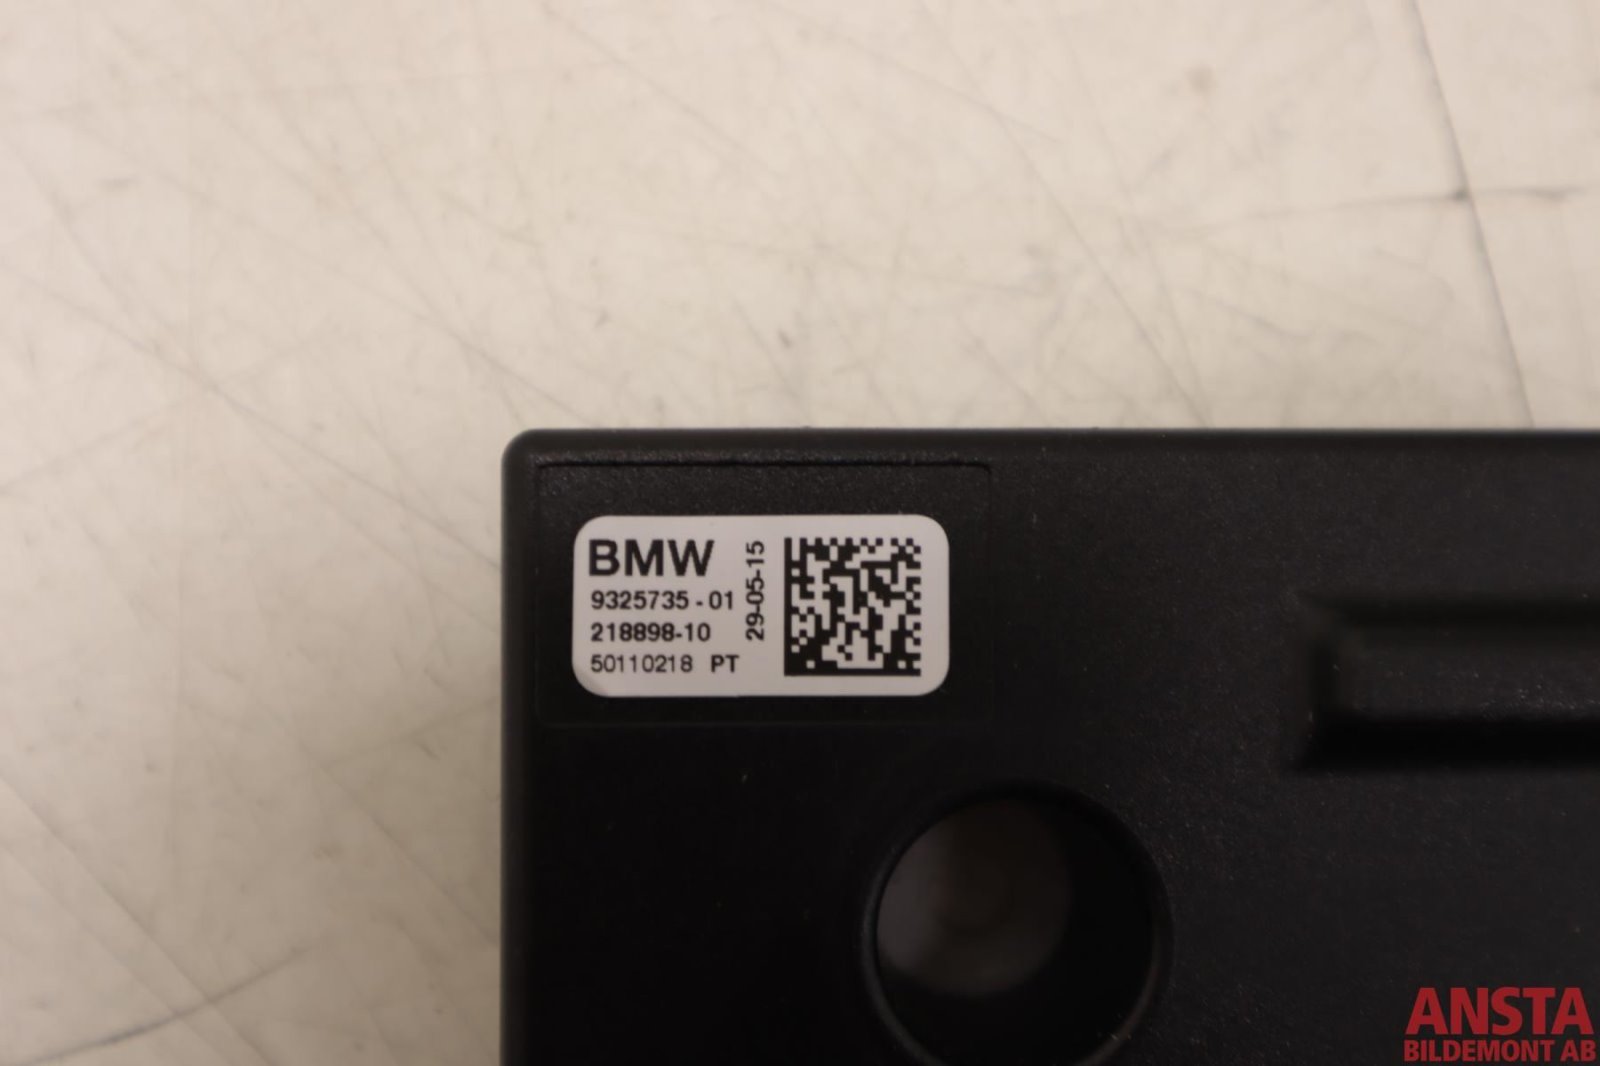 BMW
9325735-01
218898-10
50110218 PT
29-05-15
ANSTA
BILDEMONT AB